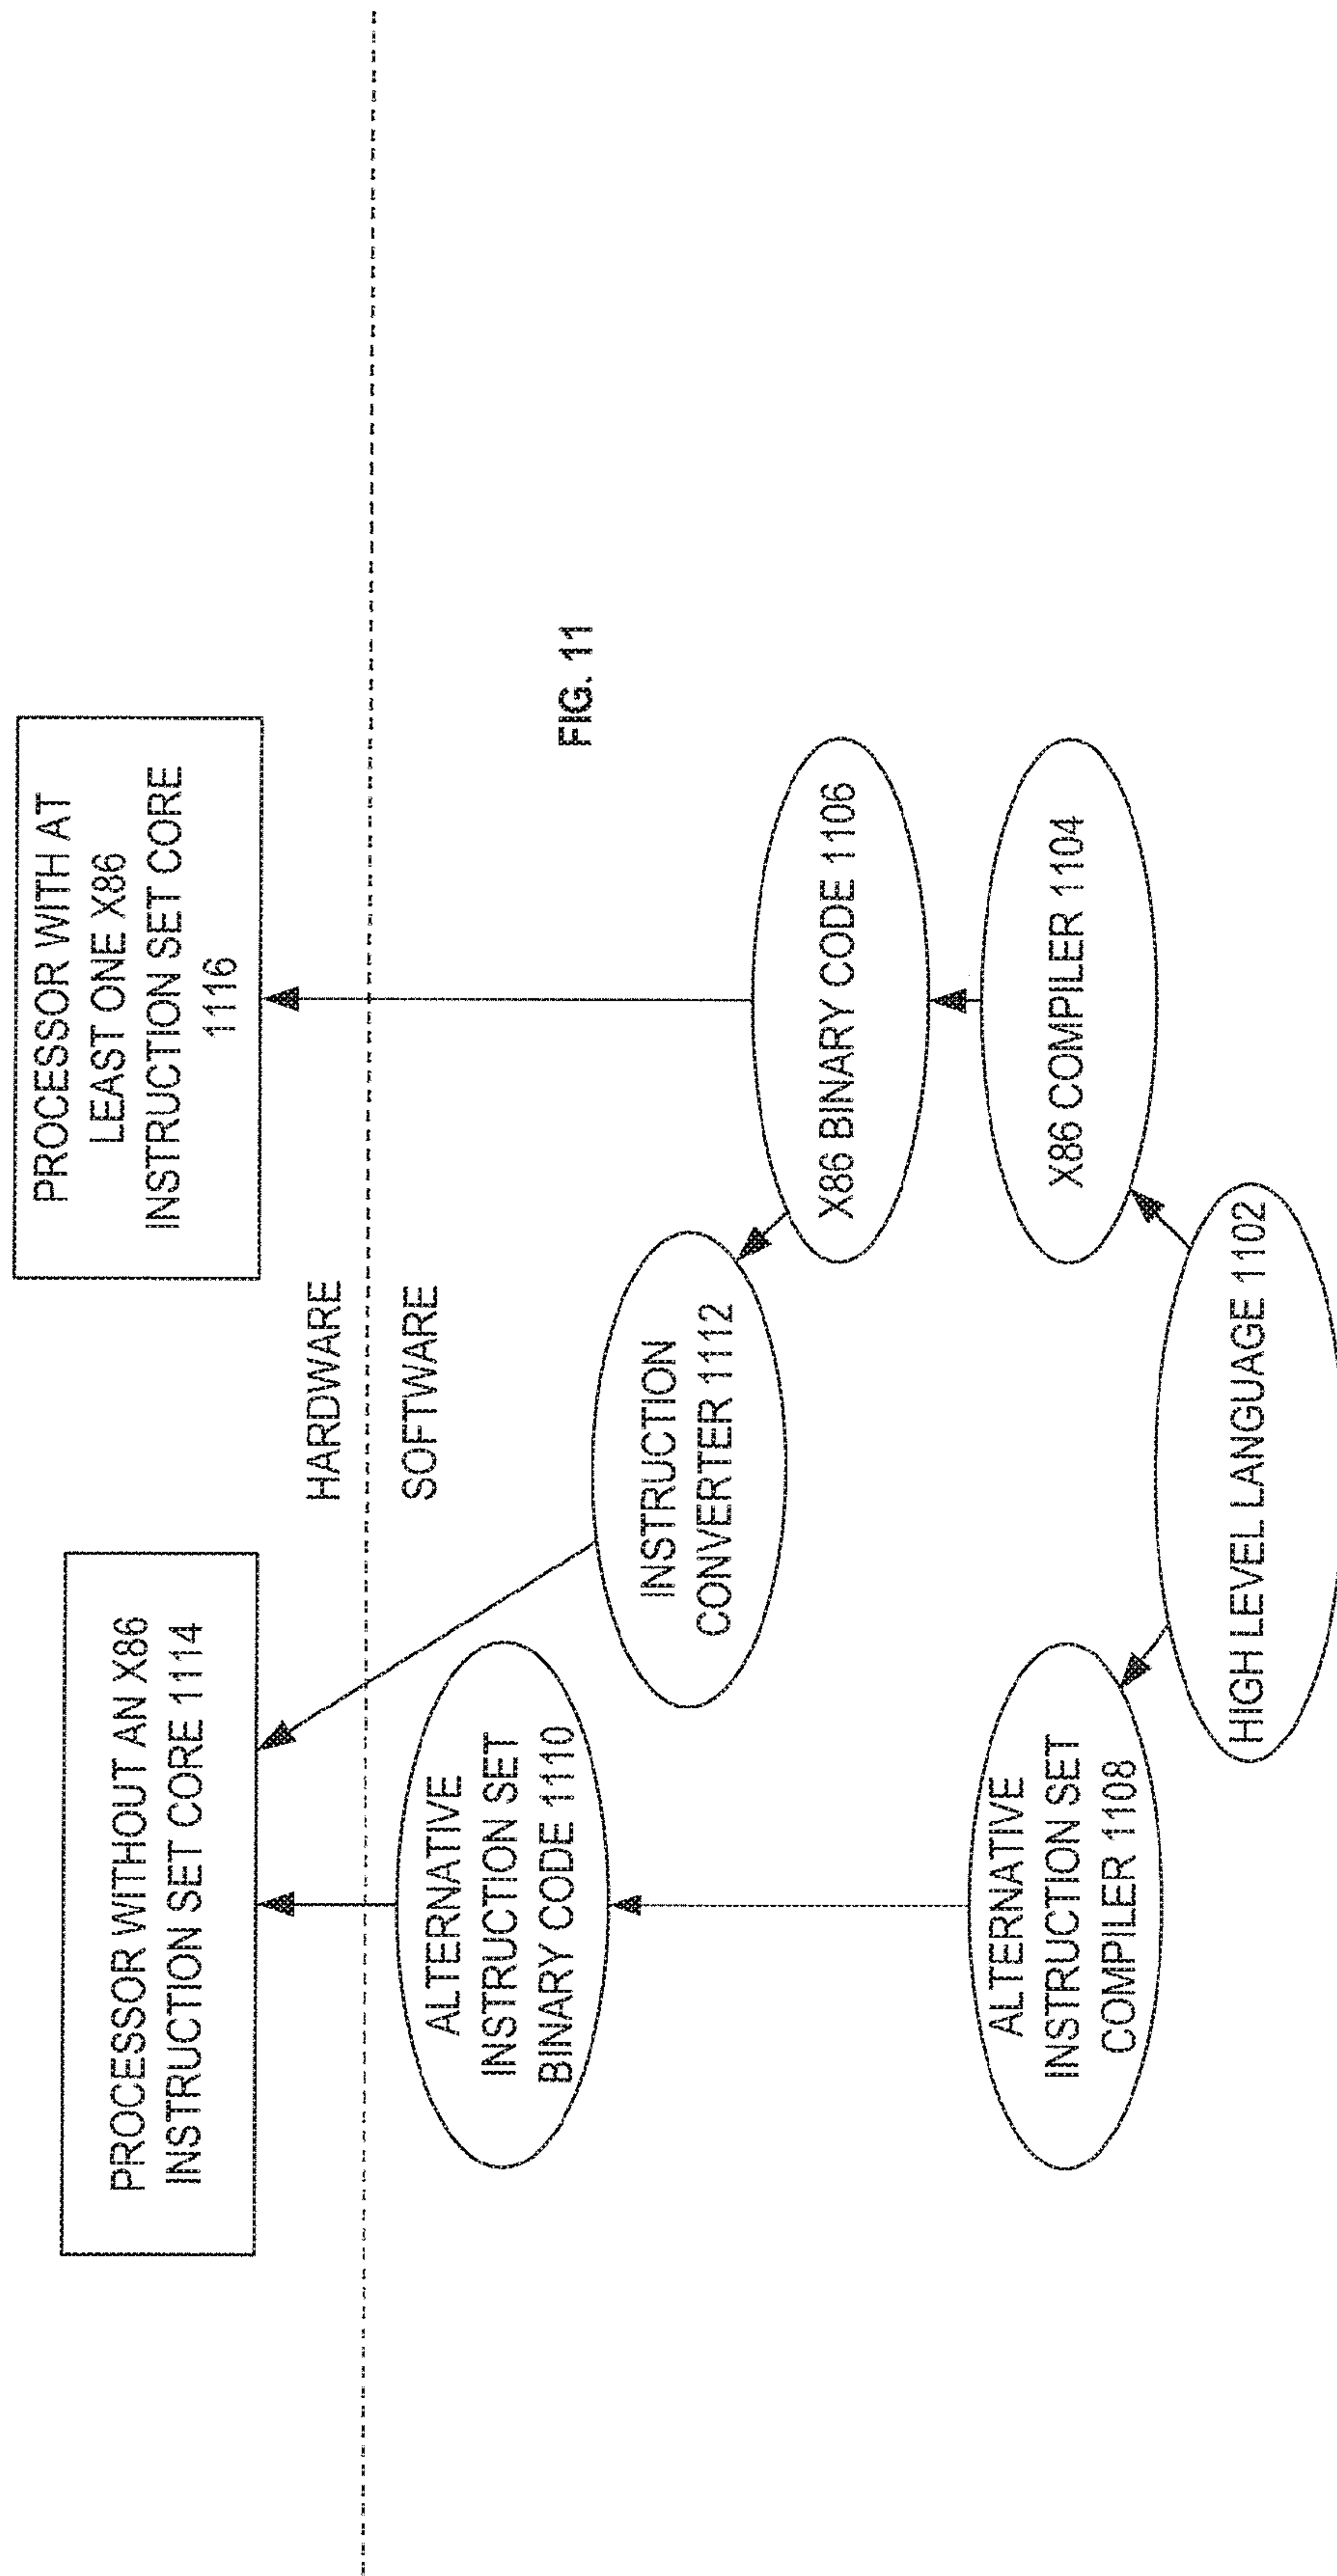 PROCESSOR WITHOUT AN X86
INSTRUCTION SET CORE 1114
PROCESSOR WITH AT
LEAST ONE X86
INSTRUCTION SET CORE
1116
HARDWARE
SOFTWARE
ALTERNATIVE
INSTRUCTION SET
BINARY CODE 1110
INSTRUCTION
CONVERTER 1112
X86 BINARY CODE 1106
ALTERNATIVE
INSTRUCTION SET
COMPILER 1108
X86 COMPILER 1104
HIGH LEVEL LANGUAGE 1102
FIG. 11